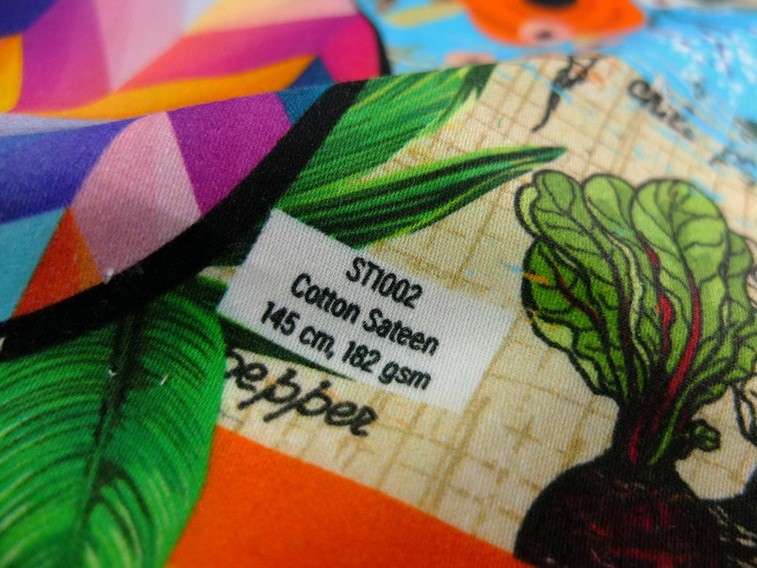 ST1002
Cotton Sateen
145 cm, 182 gsm
pepper